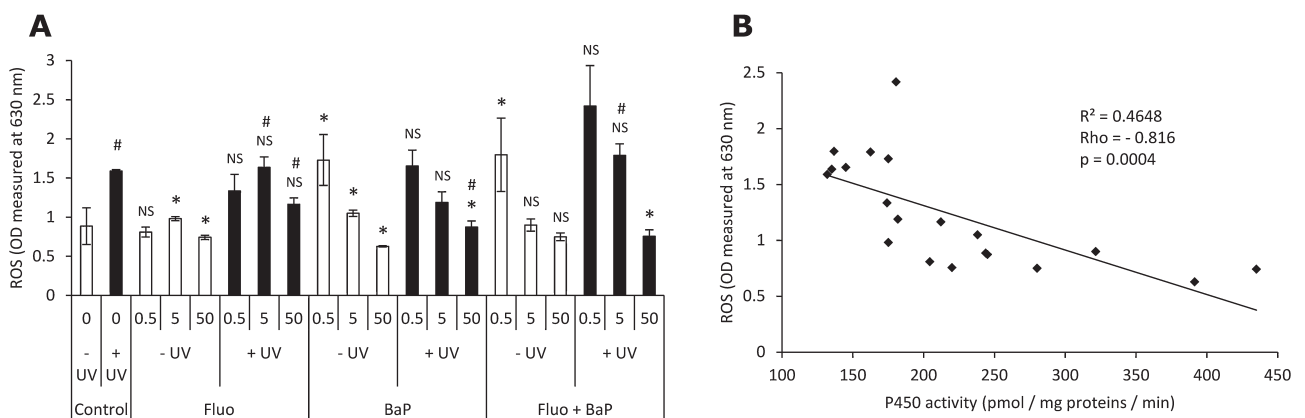 A
B
ROS (OD measured at 630 nm)
3
2.5
2
1.5
1
0.5
0
#
NS
*
*
NS
#
NS
#
NS
*
*
*
NS
NS
#
*
*
NS
NS
NS
#
NS
*
0 0 0.5 5 50 0.5 5 50 0.5 5 50 0.5 5 50 0.5 5 50 0.5 5 50
- UV + UV - UV + UV - UV + UV - UV + UV
Control Fluo BaP Fluo + BaP
ROS (OD measured at 630 nm)
2.5
2
1.5
1
0.5
0
R² = 0.4648
Rho = - 0.816
p = 0.0004
100 150 200 250 300 350 400 450
P450 activity (pmol / mg proteins / min)